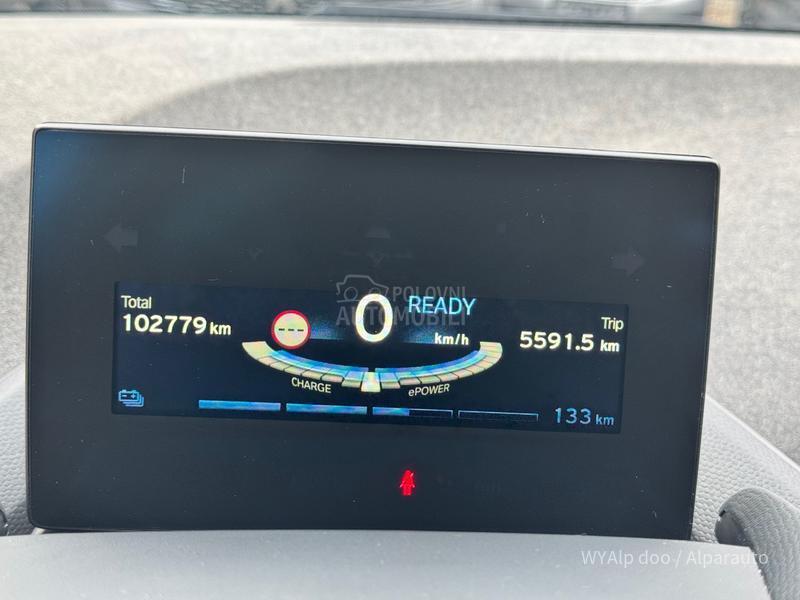 Total
102779 km
POLOVNI
AUTOMOBILI
0
READY
km/h
Trip
5591.5 km
CHARGE
ePOWER
133 km
WYAlp doo / Alparauto